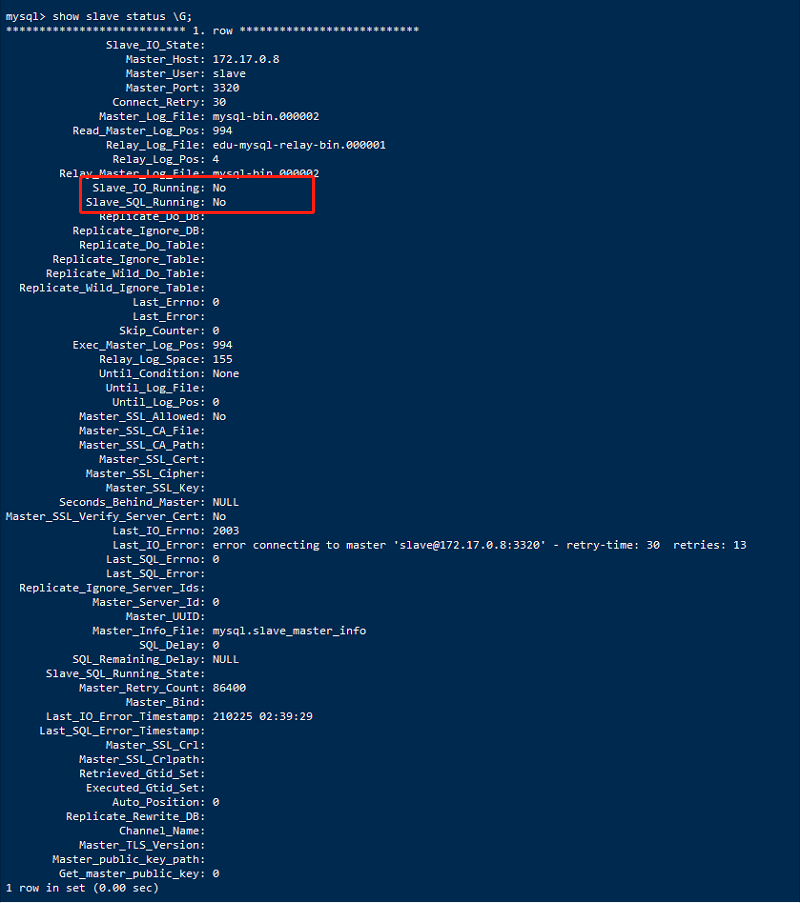 mysql> show slave status \G;
*************************** 1. row ***************************
Slave_IO_State:
Master_Host: 172.17.0.8
Master_User: slave
Master_Port: 3320
Connect_Retry: 30
Master_Log_File: mysql-bin.000002
Read_Master_Log_Pos: 994
Relay_Log_File: edu-mysql-relay-bin.000001
Relay_Log_Pos: 4
Relay_Master_Log_File: mysql-bin.000002
Slave_IO_Running: No
Slave_SQL_Running: No
Replicate_Do_DB:
Replicate_Ignore_DB:
Replicate_Do_Table:
Replicate_Ignore_Table:
Replicate_Wild_Do_Table:
Replicate_Wild_Ignore_Table:
Last_Errno: 0
Last_Error:
Skip_Counter: 0
Exec_Master_Log_Pos: 994
Relay_Log_Space: 155
Until_Condition: None
Until_Log_File:
Until_Log_Pos: 0
Master_SSL_Allowed: No
Master_SSL_CA_File:
Master_SSL_CA_Path:
Master_SSL_Cert:
Master_SSL_Cipher:
Master_SSL_Key:
Seconds_Behind_Master: NULL
Master_SSL_Verify_Server_Cert: No
Last_IO_Errno: 2003
Last_IO_Error: error connecting to master 'slave@172.17.0.8:3320' - retry-time: 30  retries: 13
Last_SQL_Errno: 0
Last_SQL_Error:
Replicate_Ignore_Server_Ids:
Master_Server_Id: 0
Master_UUID:
Master_Info_File: mysql.slave_master_info
SQL_Delay: 0
SQL_Remaining_Delay: NULL
Slave_SQL_Running_State:
Master_Retry_Count: 86400
Master_Bind:
Last_IO_Error_Timestamp: 210225 02:39:29
Last_SQL_Error_Timestamp:
Master_SSL_Crl:
Master_SSL_Crlpath:
Retrieved_Gtid_Set:
Executed_Gtid_Set:
Auto_Position: 0
Replicate_Rewrite_DB:
Channel_Name:
Master_TLS_Version:
Master_public_key_path:
Get_master_public_key: 0
1 row in set (0.00 sec)